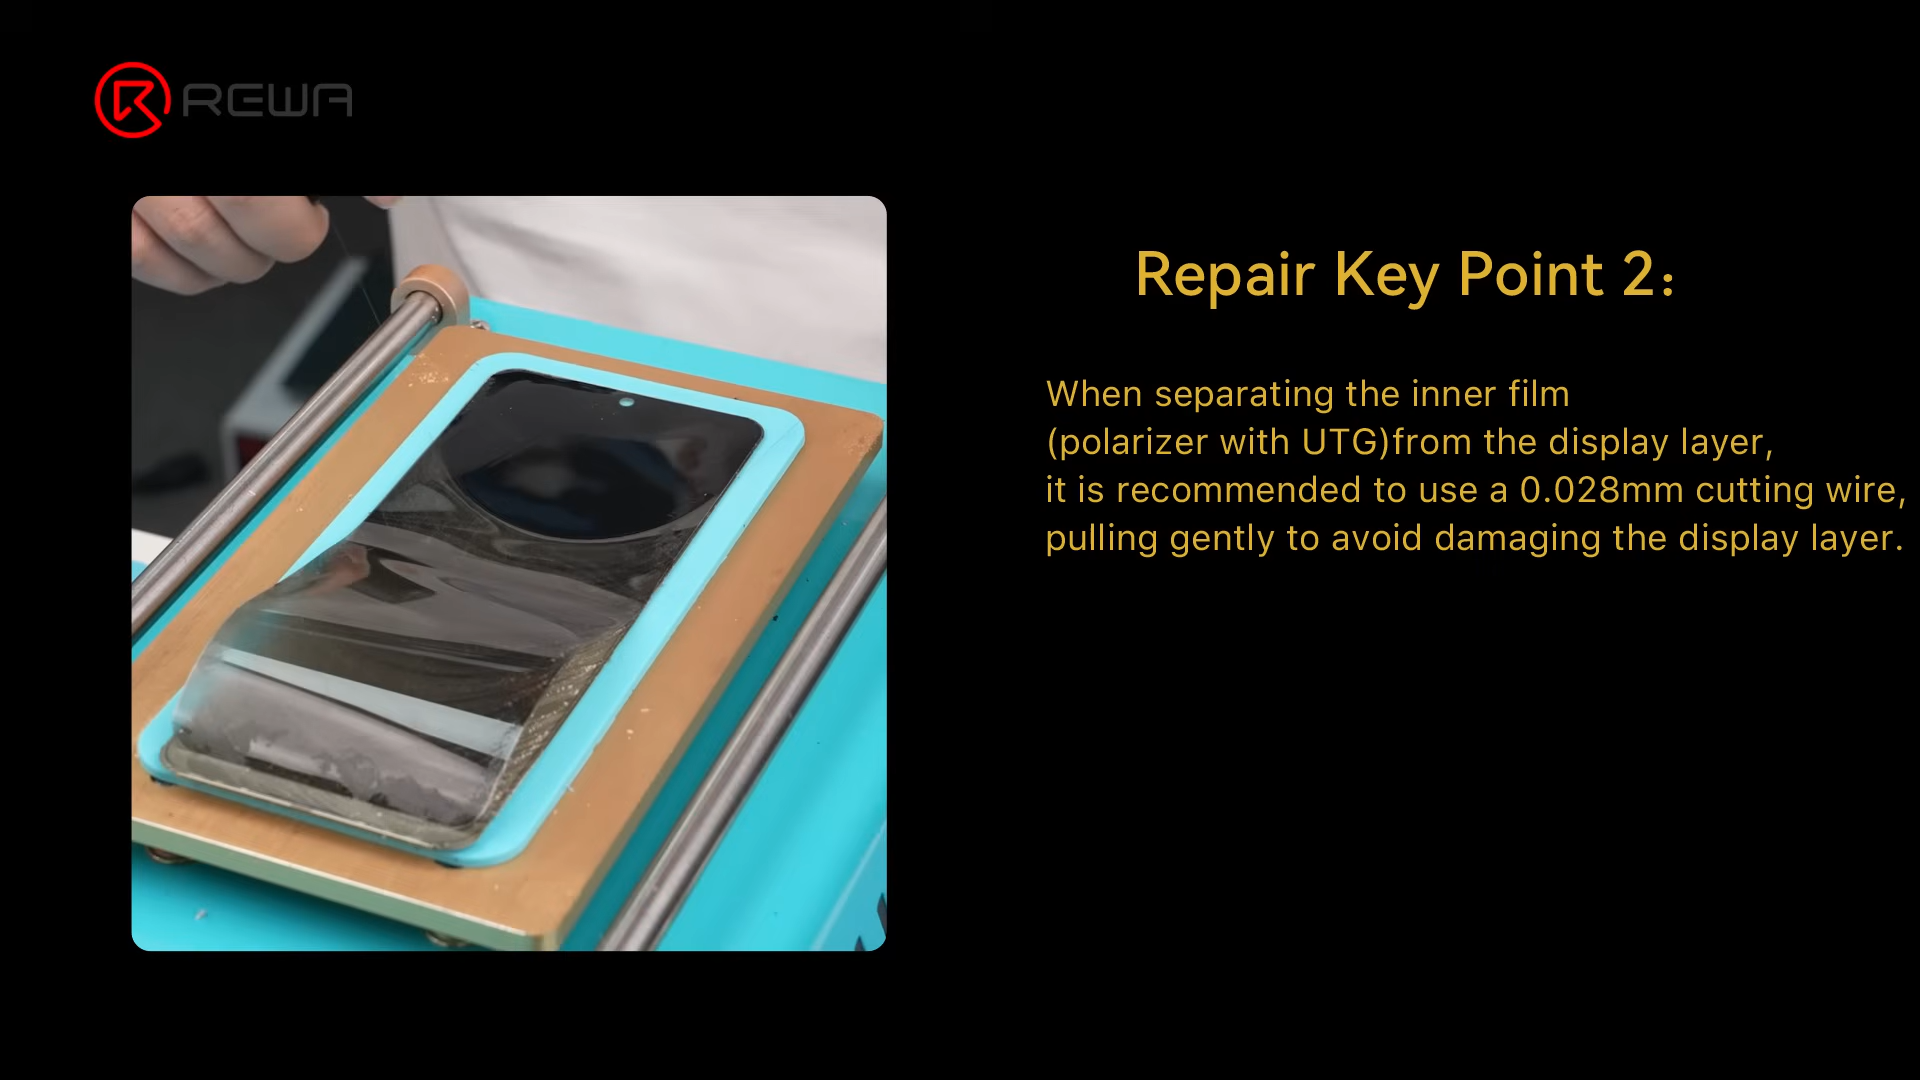 REWA
Repair Key Point 2：
When separating the inner film
(polarizer with UTG)from the display layer,
it is recommended to use a 0.028mm cutting wire,
pulling gently to avoid damaging the display layer.